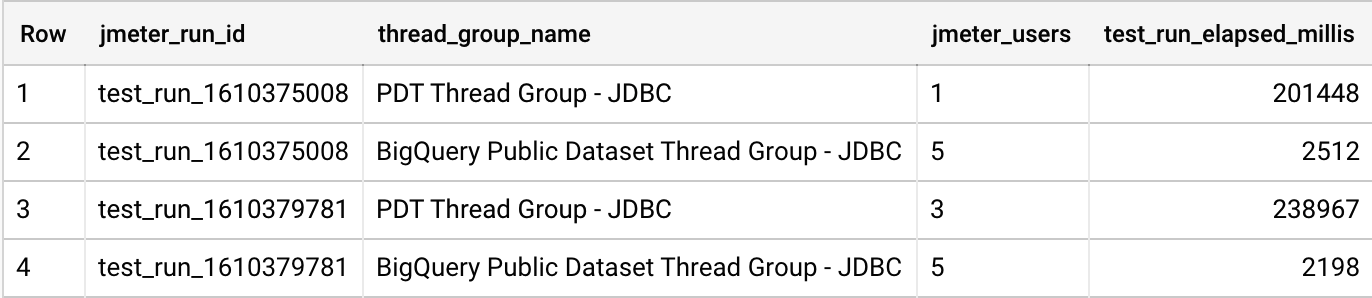 Row jmeter_run_id thread_group_name jmeter_users test_run_elapsed_millis
1 test_run_1610375008 PDT Thread Group - JDBC 1 201448
2 test_run_1610375008 BigQuery Public Dataset Thread Group - JDBC 5 2512
3 test_run_1610379781 PDT Thread Group - JDBC 3 238967
4 test_run_1610379781 BigQuery Public Dataset Thread Group - JDBC 5 2198